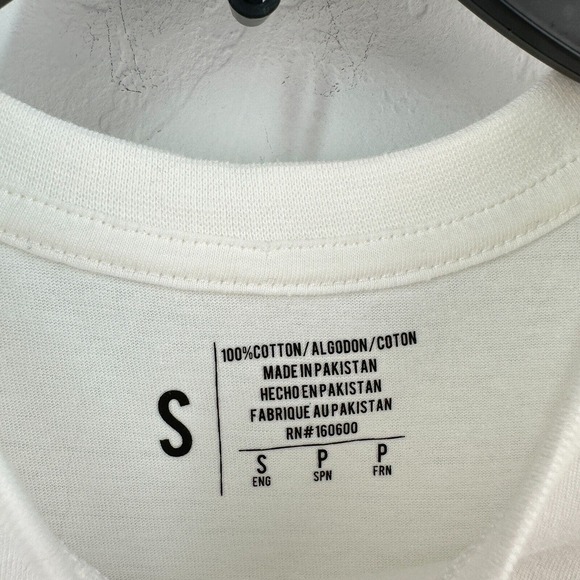 S
100%COTTON/ALGODON/COTON
MADE IN PAKISTAN
HECHO EN PAKISTAN
FABRIQUE AU PAKISTAN
RN#160600
S P P
ENG SPN FRN